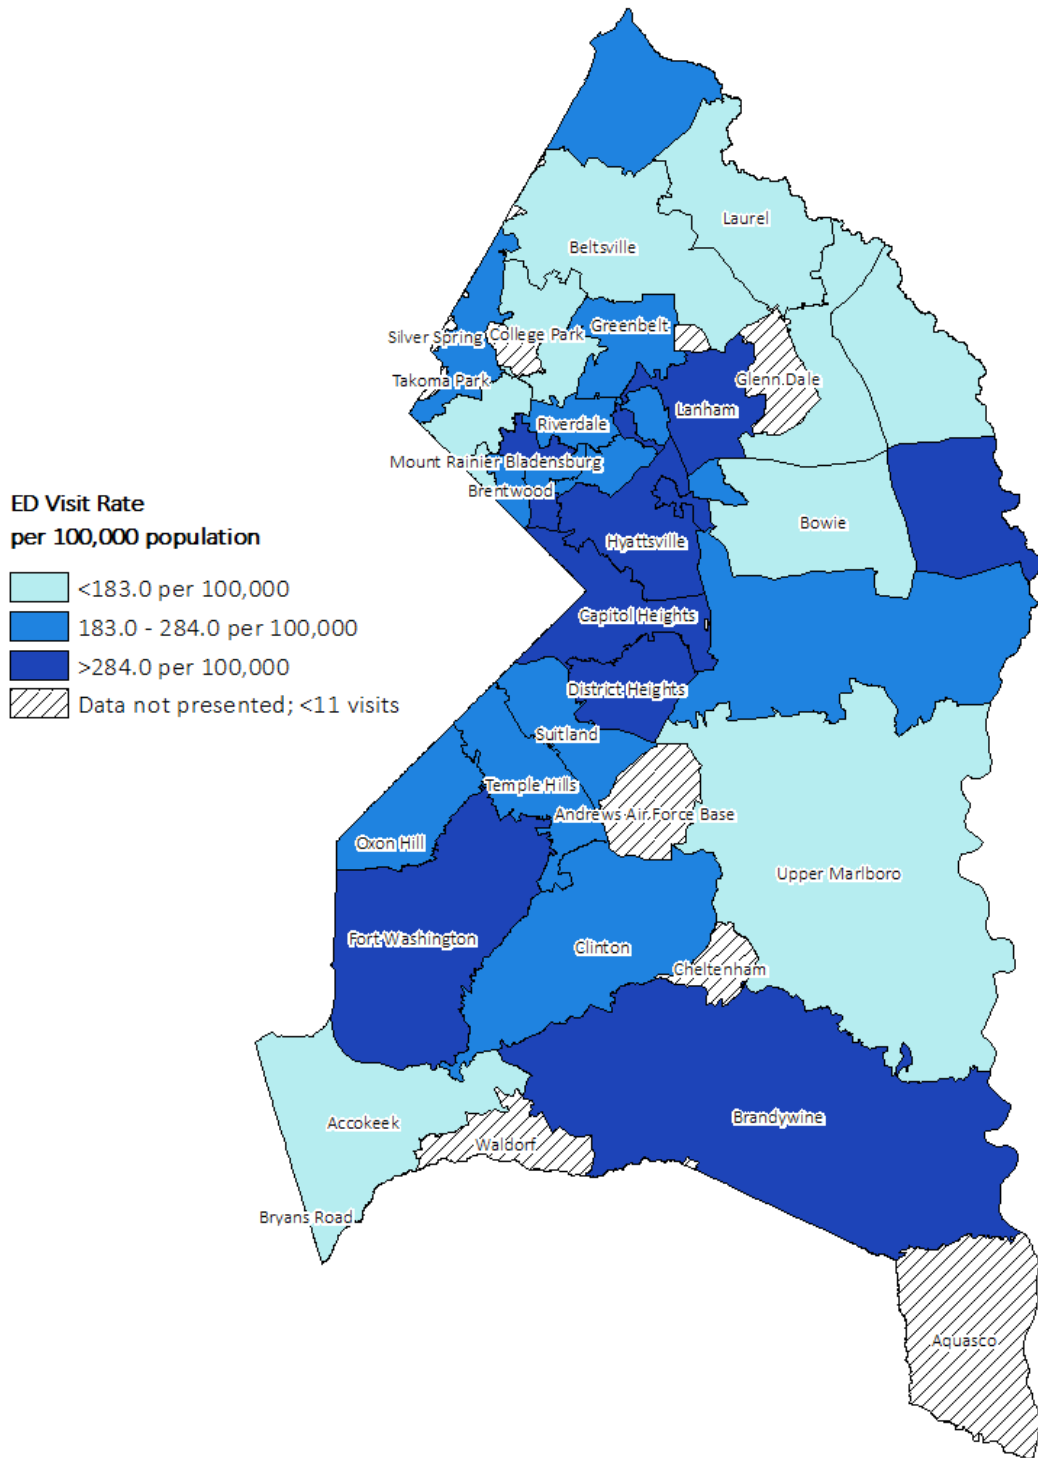 Laurel
Beltsville
Silver Spring
College Park
Greenbelt
Takoma Park
Glenn Dale
Lanham
Riverdale
Mount Rainier
Bladensburg
Brentwood
Bowie
Hyattsville
ED Visit Rate
per 100,000 population
<183.0 per 100,000
183.0 - 284.0 per 100,000
>284.0 per 100,000
Data not presented; <11 visits
Capitol Heights
District Heights
Suitland
Temple Hills
Andrews Air Force Base
Oxon Hill
Upper Marlboro
Fort Washington
Clinton
Cheltenham
Accokeek
Brandywine
Waldorf
Bryans Road
Aquasco